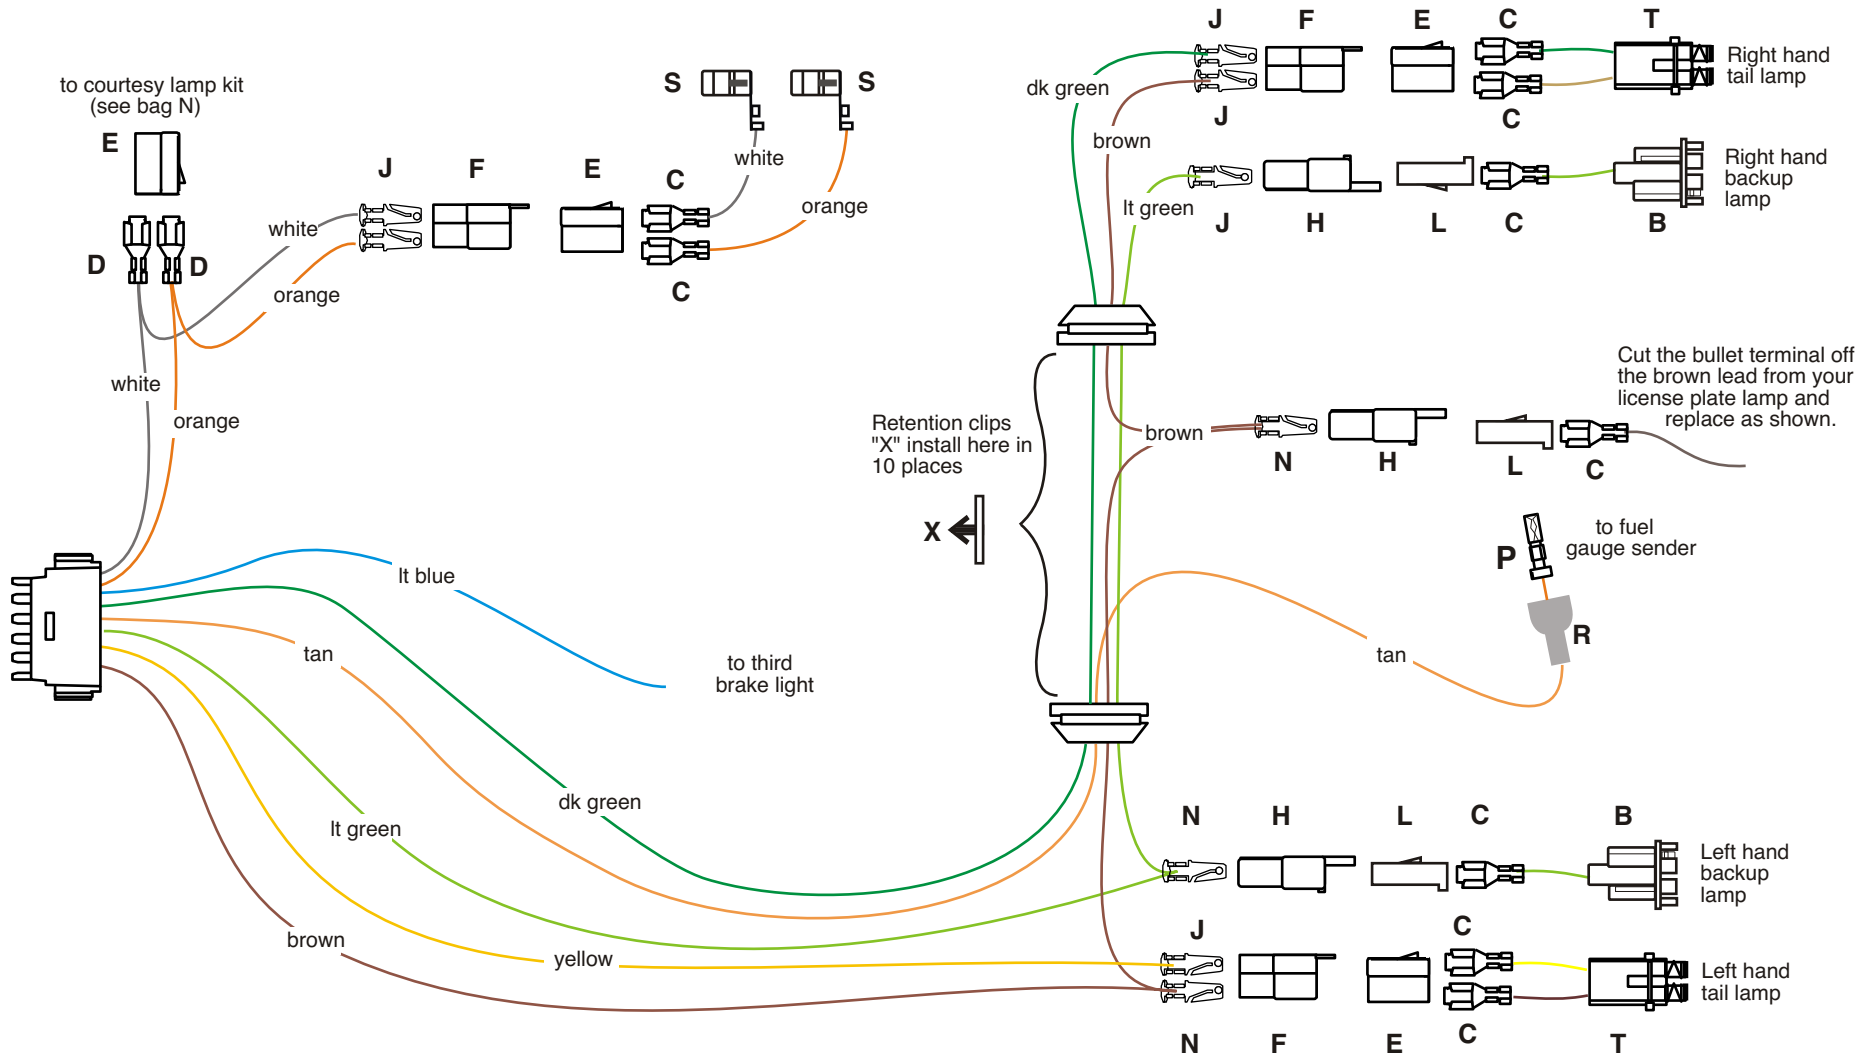 J F E C T
Right hand
tail lamp
dk green
J
C
brown
to courtesy lamp kit
(see bag N)
S S
E
white
orange
J F E C
white
D D
orange
C
lt green
J H L C B
Right hand
backup
lamp
white
orange
Retention clips
"X" install here in
10 places
X
brown
N H L C
Cut the bullet terminal off
the brown lead from your
license plate lamp and
replace as shown.
P
to fuel
gauge sender
R
lt blue
tan
tan
to third
brake light
dk green
lt green
N H L C B
Left hand
backup
lamp
brown
yellow
J
C
Left hand
tail lamp
N F E C T